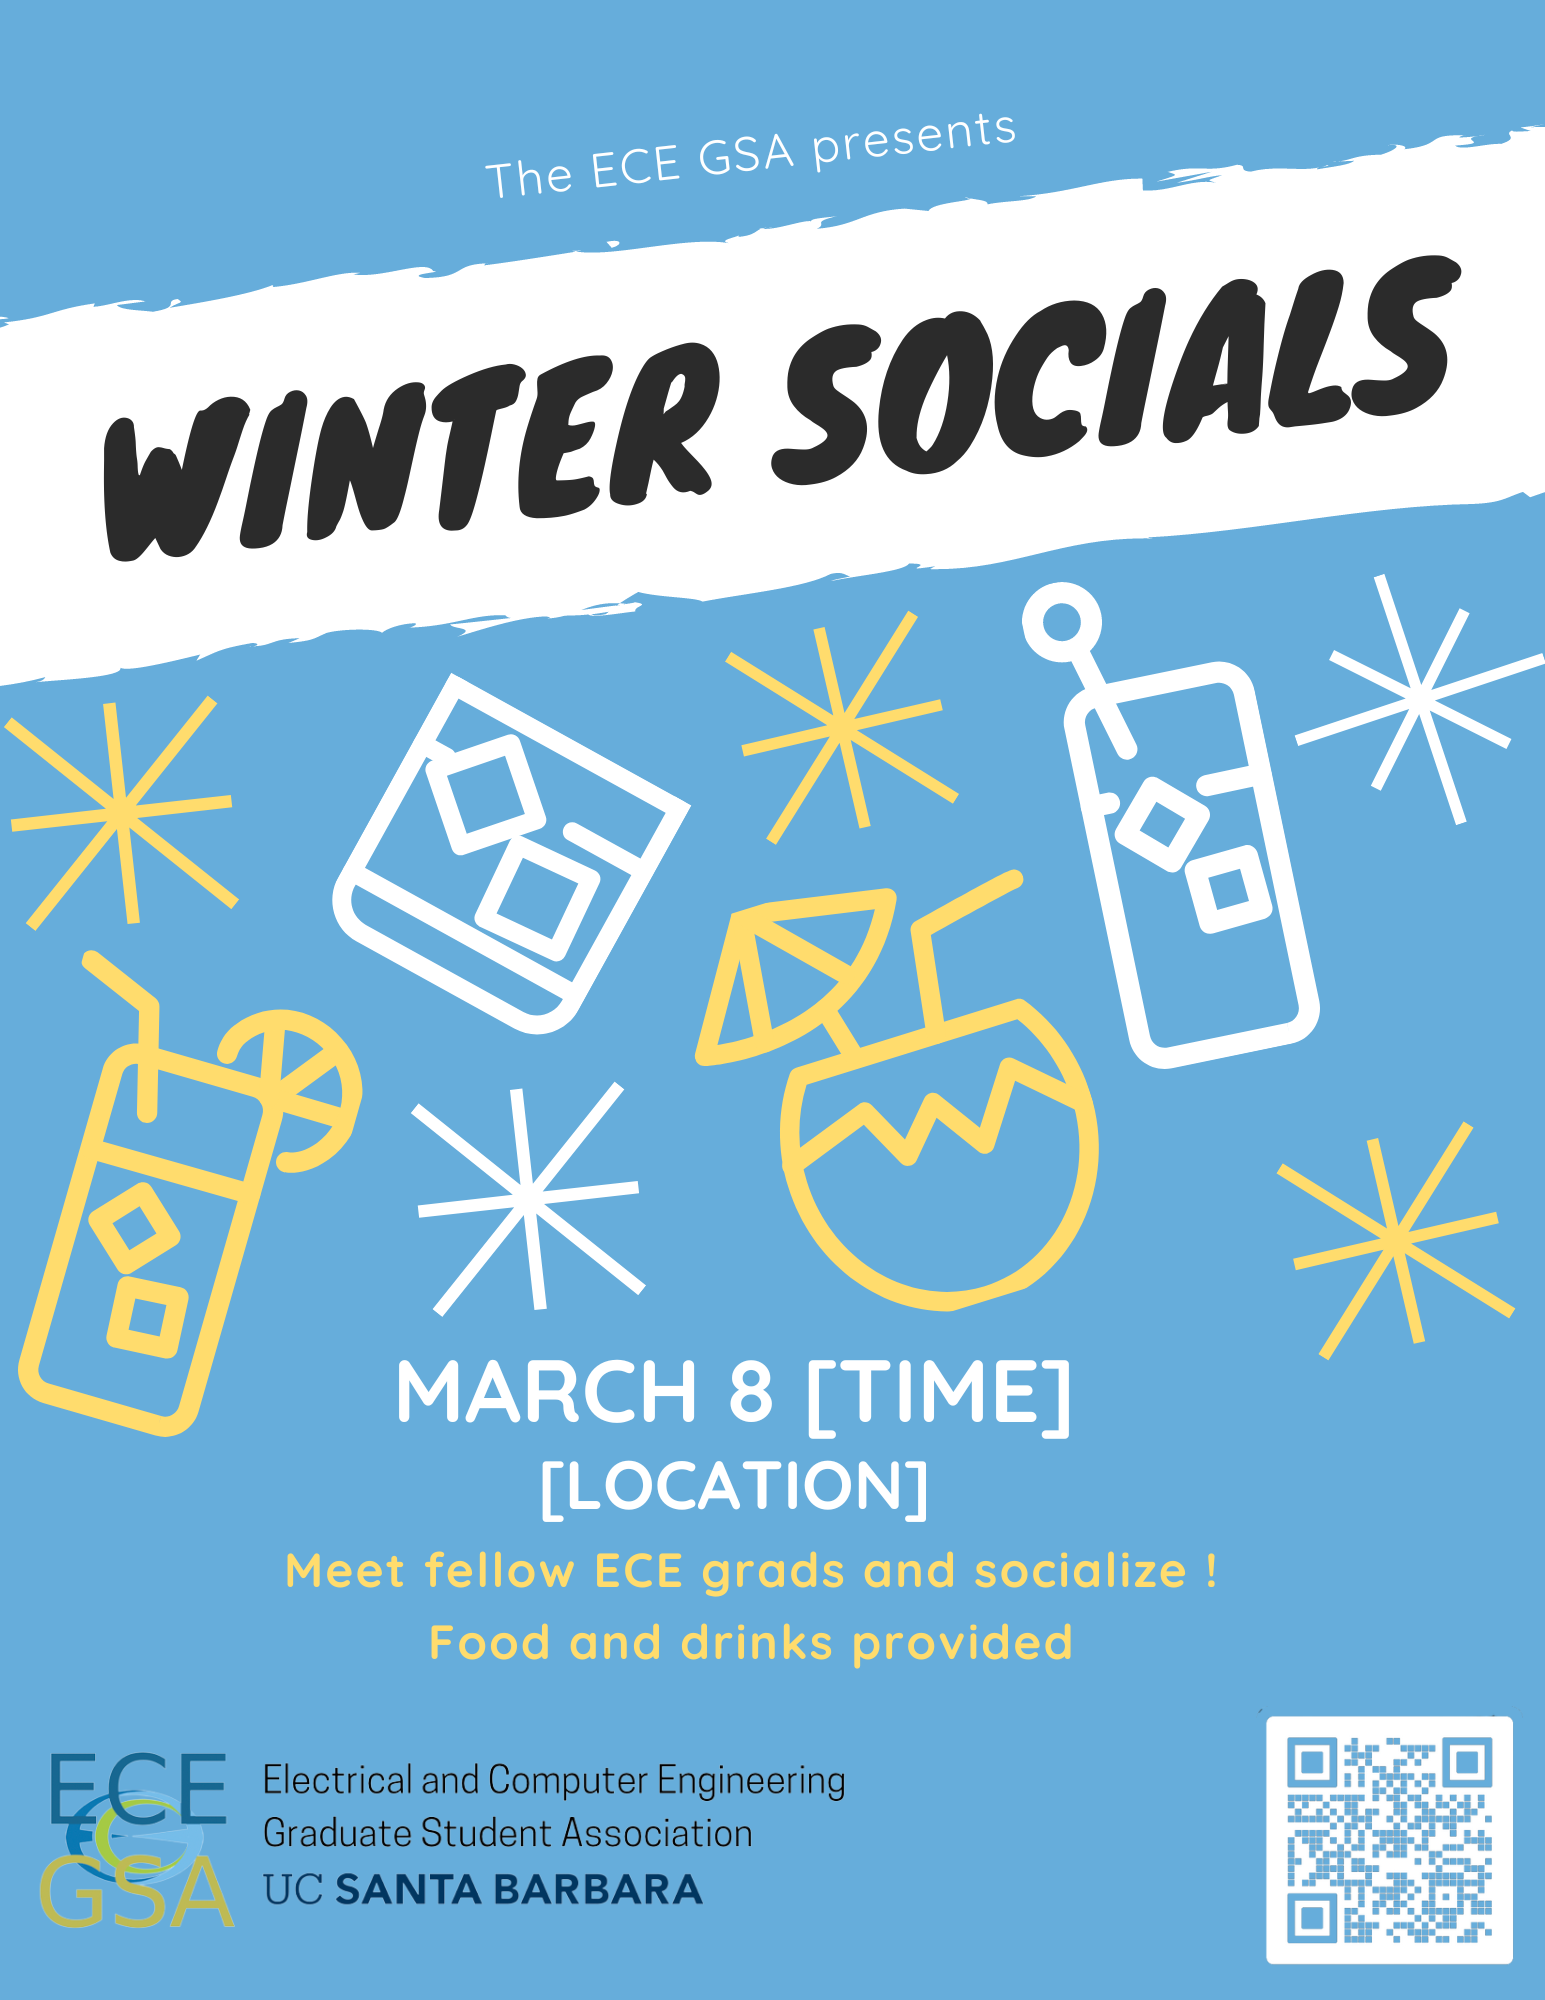 The ECE GSA presents
WINTER SOCIALS
MARCH 8 [TIME]
[LOCATION]
Meet fellow ECE grads and socialize !
Food and drinks provided
ECE
GSA
Electrical and Computer Engineering
Graduate Student Association
UC SANTA BARBARA